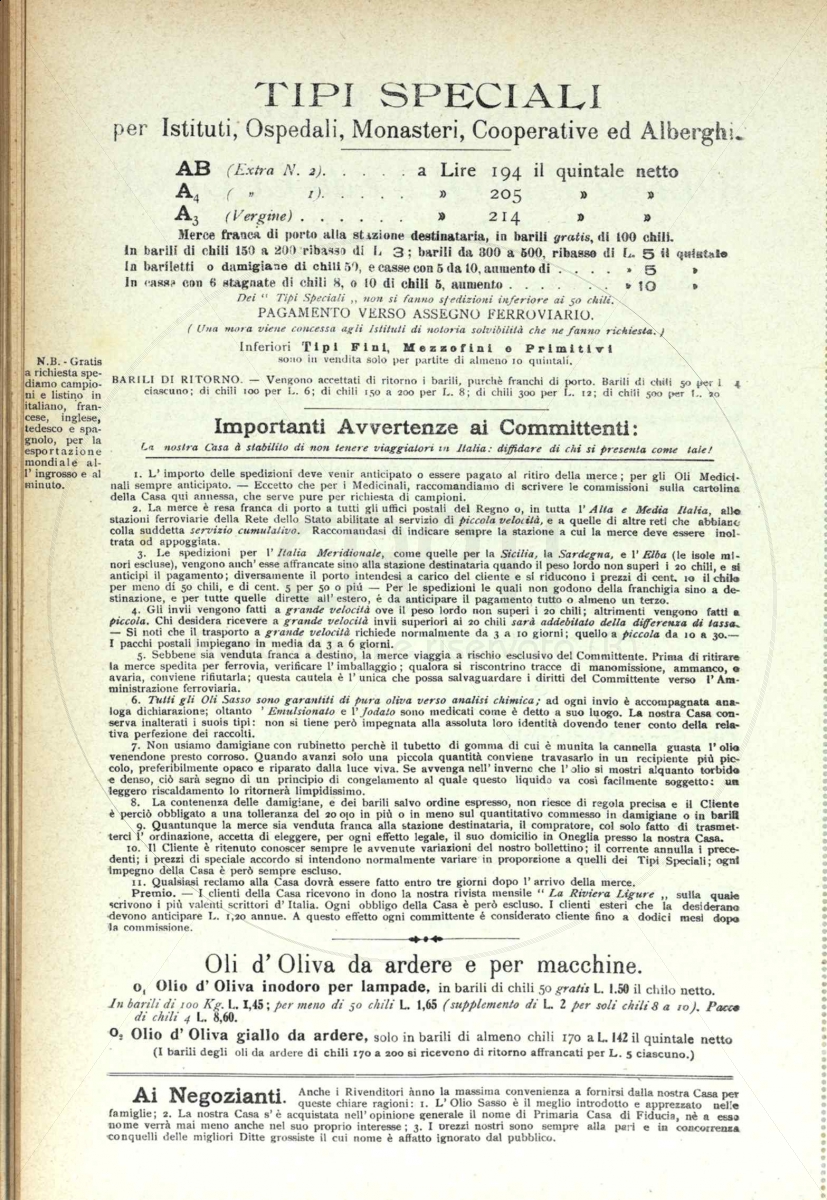 TIPI SPECIALI
per Istituti, Ospedali, Monasteri, Cooperative ed Alberghi.
AB (Extra N. 2). . . . . a Lire 194 il quintale netto
A4 ( „ 1). . . . . » 205 » »
A3 (Vergine) . . . . . . » 214 » »
Merce franca di porto alla stazione destinataria, in barili gratis, di 100 chili.
In barili di chili 150 a 200 ribasso di L 3 ; barili da 300 a 500, ribasso di L. 5 il quintale
In bariletti o damigiane di chili 50, e casse con 5 da 10, aumento di . . . . » 5 »
In casse con 6 stagnate di chili 8, o 10 di chili 5, aumento . . . . . . . » 10 »
Dei “ Tipi Speciali „ non si fanno spedizioni inferiore ai 50 chili.
PAGAMENTO VERSO ASSEGNO FERROVIARIO.
( Una mora viene concessa agli Istituti di notoria solvibilità che ne fanno richiesta. )
Inferiori Tipi Fini, Mezzofini e Primitivi
sono in vendita solo per partite di almeno 10 quintali.
BARILI DI RITORNO. — Vengono accettati di ritorno i barili, purchè franchi di porto. Barili di chili 50 per L 4
ciascuno; di chili 100 per L. 6; di chili 150 a 200 per L. 8; di chili 300 per L. 12; di chili 500 per L. 20
N.B. - Gratis
a richiesta spe-
diamo campio-
ni e listino in
italiano, fran-
cese, inglese,
tedesco e spa-
gnolo, per la
esportazione
mondiale al-
l' ingrosso e al
minuto.
Importanti Avvertenze ai Committenti:
La nostra Casa à stabilito di non tenere viaggiatori in Italia: diffidare di chi si presenta come tale!
1. L' importo delle spedizioni deve venir anticipato o essere pagato al ritiro della merce ; per gli Oli Medici-
nali sempre anticipato. — Eccetto che per i Medicinali, raccomandiamo di scrivere le commissioni sulla cartolina
della Casa qui annessa, che serve pure per richiesta di campioni.
2. La merce è resa franca di porto a tutti gli uffici postali del Regno o, in tutta l' Alta e Media Italia, alle
stazioni ferroviarie della Rete dello Stato abilitate al servizio di piccola velocità, e a quelle di altre reti che abbiano
colla suddetta servizio cumulativo. Raccomandasi di indicare sempre la stazione a cui la merce deve essere inol-
trata od appoggiata.
3. Le spedizioni per l' Italia Meridionale, come quelle per la Sicilia, la Sardegna, e l' Elba (le isole mi-
nori escluse), vengono anch' esse affrancate sino alla stazione destinataria quando il peso lordo non superi i 20 chili, e si
anticipi il pagamento; diversamente il porto intendesi a carico del cliente e si riducono i prezzi di cent. 10 il chilo
per meno di 50 chili, e di cent. 5 per 50 o piú — Per le spedizioni le quali non godono della franchigia sino a de-
stinazione, e per tutte quelle dirette all' estero, è da anticipare il pagamento tutto o almeno un terzo.
4. Gli invii vengono fatti a grande velocità ove il peso lordo non superi i 20 chili; altrimenti vengono fatti a
piccola. Chi desidera ricevere a grande velocità invii superiori ai 20 chili sarà addebitato della differenza di tassa.
— Si noti che il trasporto a grande velocità richiede normalmente da 3 a 10 giorni; quello a piccola da 10 a 30.—
I pacchi postali impiegano in media da 3 a 6 giorni.
5. Sebbene sia venduta franca a destino, la merce viaggia a rischio esclusivo del Committente. Prima di ritirare
la merce spedita per ferrovia, verificare l' imballaggio ; qualora si riscontrino tracce di manomissione, ammanco, o
avaria, conviene rifiutarla; questa cautela è l' unica che possa salvaguardare i diritti del Committente verso l' Am-
ministrazione ferroviaria.
6. Tutti gli Oli Sasso sono garantiti di pura oliva verso analisi chimica; ad ogni invio è accompagnata ana-
loga dichiarazione; oltanto ' Emulsionato e l' Jodato sono medicati come è detto a suo luogo. La nostra Casa con-
serva inalterati i suois tipi : non si tiene però impegnata alla assoluta loro identità dovendo tener conto della rela-
tiva perfezione dei raccolti.
7. Non usiamo damigiane con rubinetto perchè il tubetto di gomma di cui è munita la cannella guasta l' olio
venendone presto corroso. Quando avanzi solo una piccola quantità conviene travasarlo in un recipiente più pic-
colo, preferibilmente opaco e riparato dalla luce viva. Se avvenga nell' inverno che l' olio si mostri alquanto torbido
e denso, ciò sarà segno di un principio di congelamento al quale questo liquido va così facilmente soggetto: un
leggero riscaldamento lo ritornerà limpidissimo.
8. La contenenza delle damigiane, e dei barili salvo ordine espresso, non riesce di regola precisa e il Cliente
è perciò obbligato a una tolleranza del 20 o|o in più o in meno sul quantitativo commesso in damigiane o in barili
9. Quantunque la merce sia venduta franca alla stazione destinataria, il compratore, col solo fatto di trasmet-
terci l' ordinazione, accetta di eleggere, per ogni effetto legale, il suo domicilio in Oneglia presso la nostra Casa.
10. Il Cliente è ritenuto conoscer sempre le avvenute variazioni del nostro bollettino; il corrente annulla i prece-
denti; i prezzi di speciale accordo si intendono normalmente variare in proporzione a quelli dei Tipi Speciali; ogni
impegno della Casa è però sempre escluso.
11. Qualsiasi reclamo alla Casa dovrà essere fatto entro tre giorni dopo l' arrivo della merce.
Premio. — I clienti della Casa ricevono in dono la nostra rivista mensile “ La Riviera Ligure „ sulla quale
scrivono i più valenti scrittori d' Italia. Ogni obbligo della Casa è però escluso. I clienti esteri che la desiderano
devono anticipare L. 1,20 annue. A questo effetto ogni committente é considerato cliente fino a dodici mesi dopo
la commissione.
Oli d' Oliva da ardere e per macchine.
O1 Olio d' Oliva inodoro per lampade, in barili di chili 50 gratis L. 1.50 il chilo netto.
In barili di 100 Kg. L. 1,45 ; per meno di 50 chili L. 1,65 (supplemento di L. 2 per soli chili 8 a 10). Pacco
di chili 4 L. 8,60.
O2 Olio d' Oliva giallo da ardere, solo in barili di almeno chili 170 a L. 142 il quintale netto
(I barili degli oli da ardere di chili 170 a 200 si riceveno di ritorno affrancati per L. 5 ciascuno.)
Ai Negozianti. Anche i Rivenditori ànno la massima convenienza a fornirsi dalla nostra Casa per
queste chiare ragioni : 1. L' Olio Sasso è il meglio introdotto e apprezzato nelle
famiglie ; 2. La nostra Casa s' è acquistata nell' opinione generale il nome di Primaria Casa di Fiducia, nè a esso
nome verrà mai meno anche nel suo proprio interesse ; 3. I prezzi nostri sono sempre alla pari e in concorrenza
conquelli delle migliori Ditte grossiste il cui nome è affatto ignorato dal pubblico.